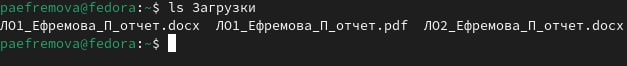 paefremova@fedora:~$ ls Загрузки
ЛО1_Ефремова_П_отчет.docx  ЛО1_Ефремова_П_отчет.pdf  ЛО2_Ефремова_П_отчет.docx
paefremova@fedora:~$